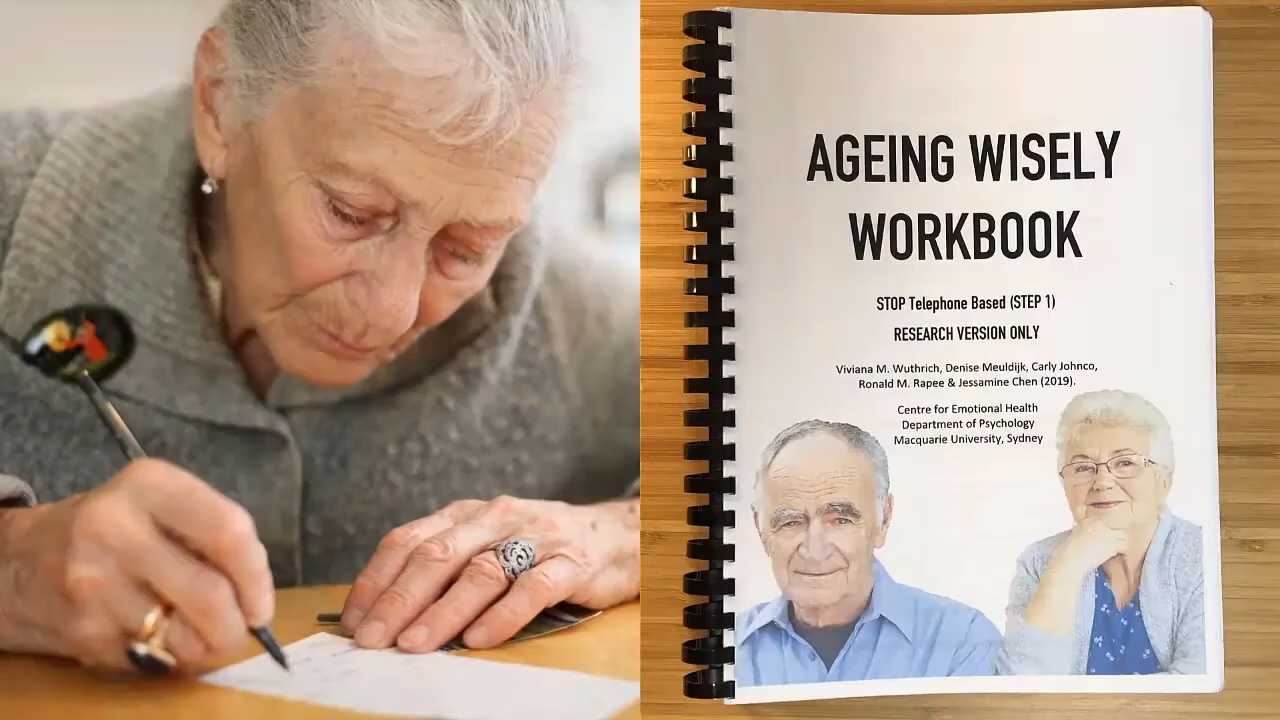 AGEING WISELY
WORKBOOK
STOP Telephone Based (STEP 1)
RESEARCH VERSION ONLY
Viviana M. Wuthrich, Denise Meuldijk, Carly Johnco,
Ronald M. Rapee & Jessamine Chen (2019).
Centre for Emotional Health
Department of Psychology
Macquarie University, Sydney